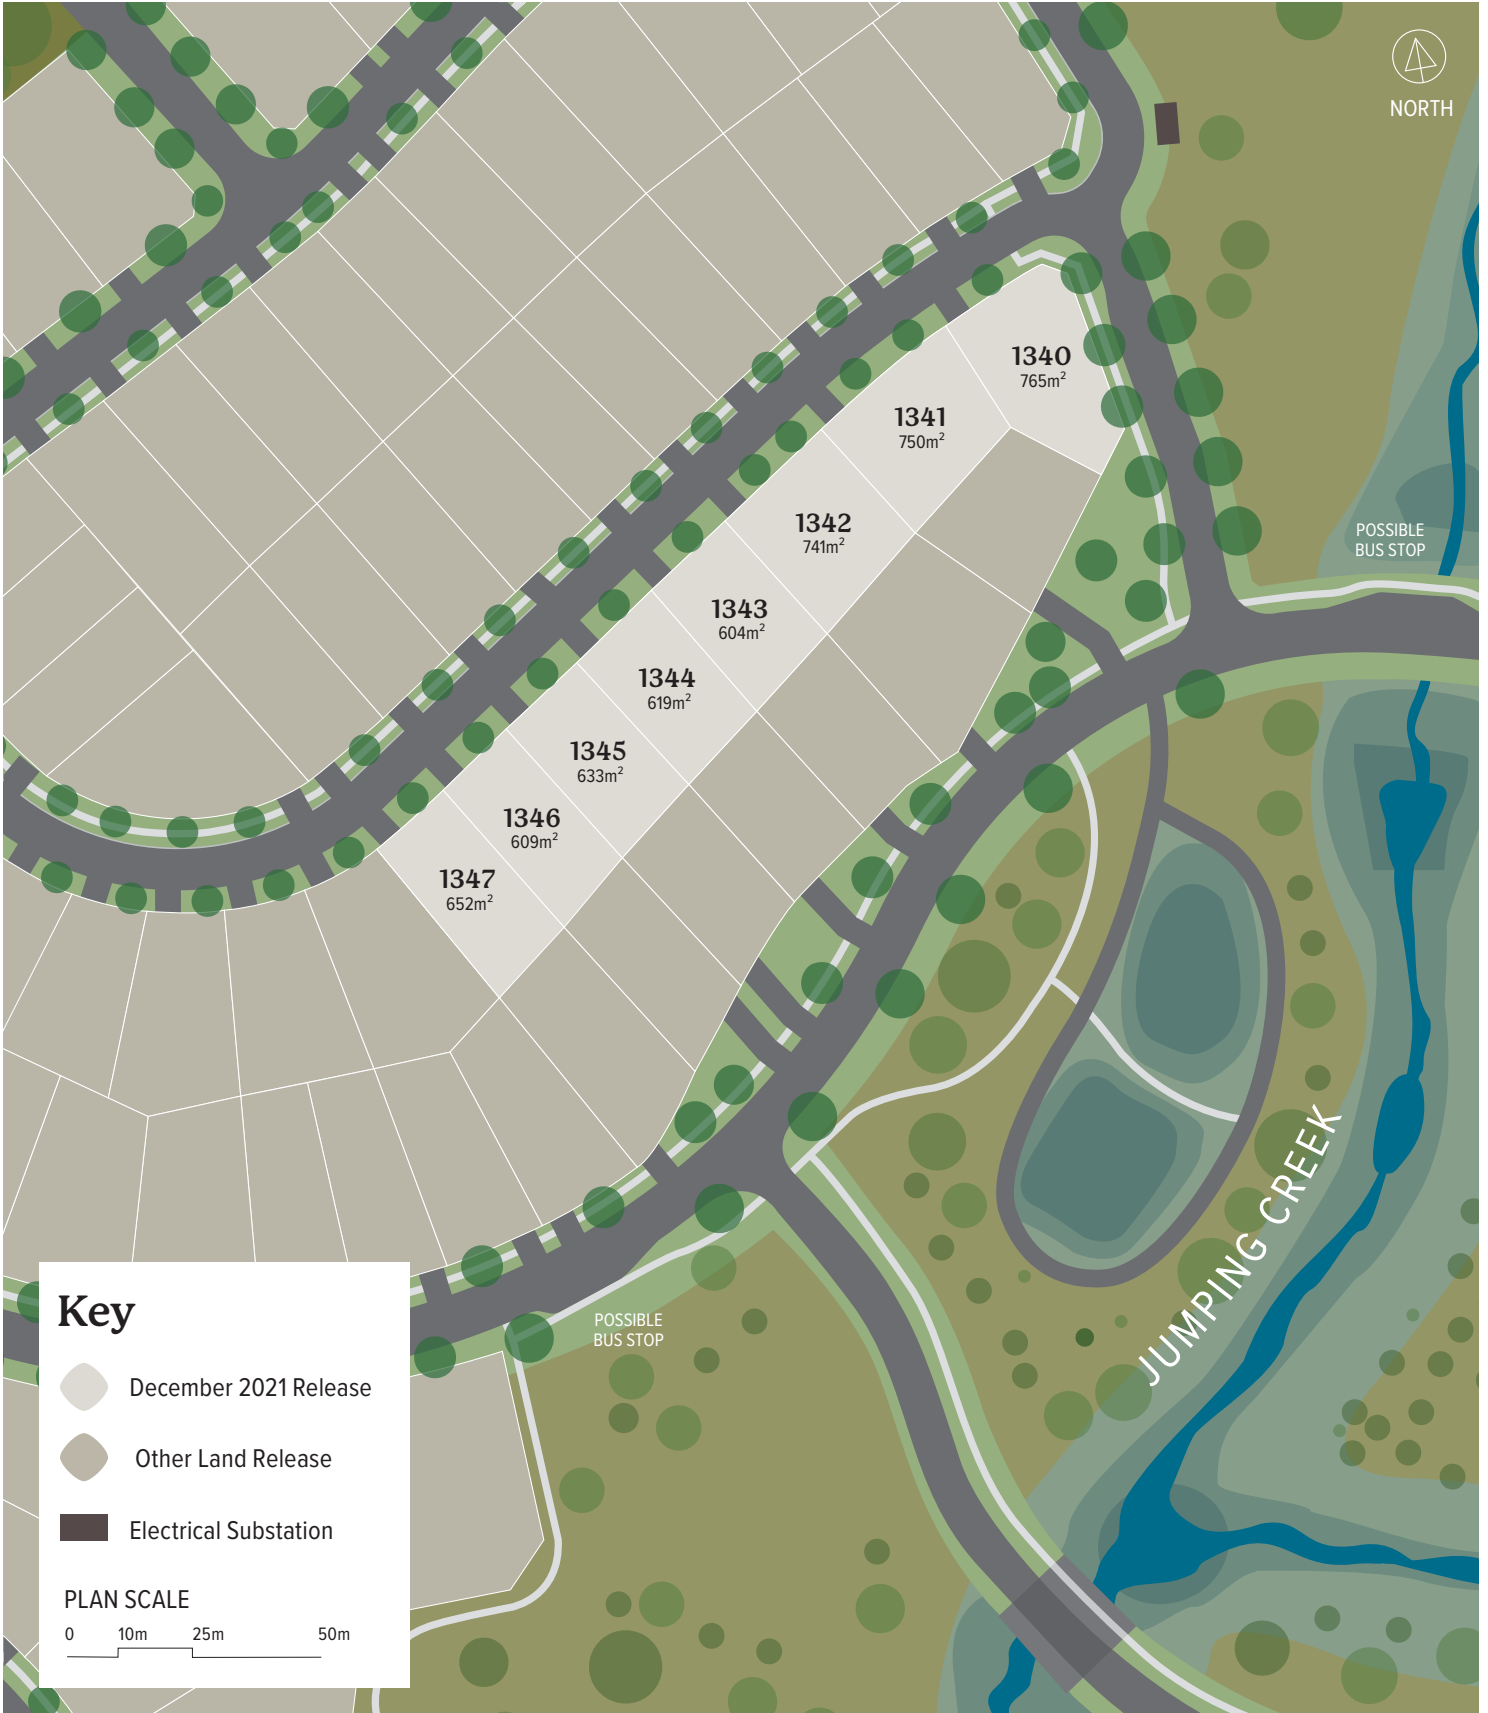 NORTH
1340
765m²
1341
750m²
1342
741m²
POSSIBLE
BUS STOP
1343
604m²
1344
619m²
1345
633m²
1346
609m²
1347
652m²
JUMPING CREEK
POSSIBLE
BUS STOP
Key
December 2021 Release
Other Land Release
Electrical Substation
PLAN SCALE
0 10m 25m 50m